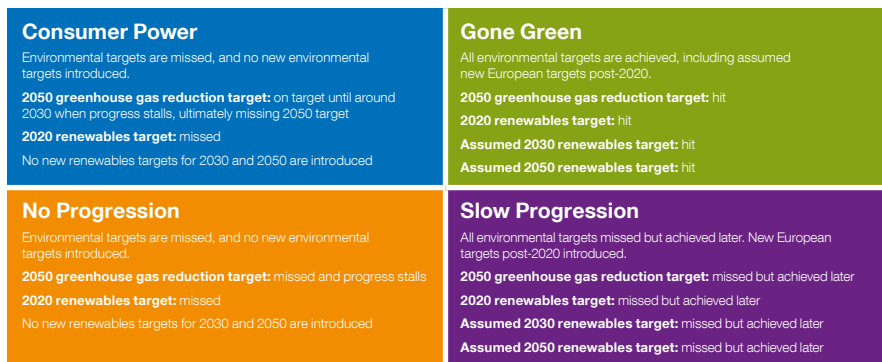 Consumer Power
Environmental targets are missed, and no new environmental
targets introduced.
2050 greenhouse gas reduction target: on target until around
2030 when progress stalls, ultimately missing 2050 target
2020 renewables target: missed
No new renewables targets for 2030 and 2050 are introduced
Gone Green
All environmental targets are achieved, including assumed
new European targets post-2020.
2050 greenhouse gas reduction target: hit
2020 renewables target: hit
Assumed 2030 renewables target: hit
Assumed 2050 renewables target: hit
No Progression
Environmental targets are missed, and no new environmental
targets introduced.
2050 greenhouse gas reduction target: missed and progress stalls
2020 renewables target: missed
No new renewables targets for 2030 and 2050 are introduced
Slow Progression
All environmental targets missed but achieved later. New European
targets post-2020 introduced.
2050 greenhouse gas reduction target: missed but achieved later
2020 renewables target: missed but achieved later
Assumed 2030 renewables target: missed but achieved later
Assumed 2050 renewables target: missed but achieved later